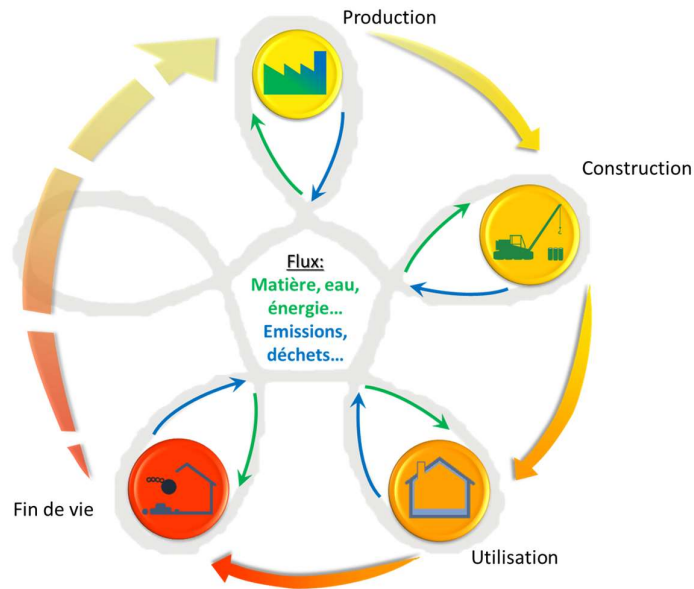 Production
Construction
Flux:
Matière, eau,
énergie...
Emissions,
déchets...
Fin de vie
Utilisation